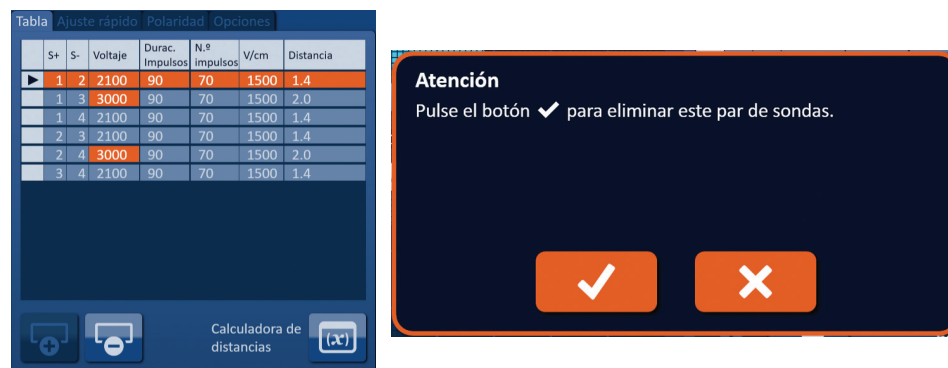 Tabla Ajuste rápido Polaridad Opciones
S+ S- Voltaje Durac. Impulsos N.º impulsos V/cm Distancia
1 2 2100 90 70 1500 1.4
1 3 3000 90 70 1500 2.0
1 4 2100 90 70 1500 1.4
2 3 2100 90 70 1500 1.4
2 4 3000 90 70 1500 2.0
3 4 2100 90 70 1500 1.4
Calculadora de
distancias
(x)
Atención
Pulse el botón ✔ para eliminar este par de sondas.